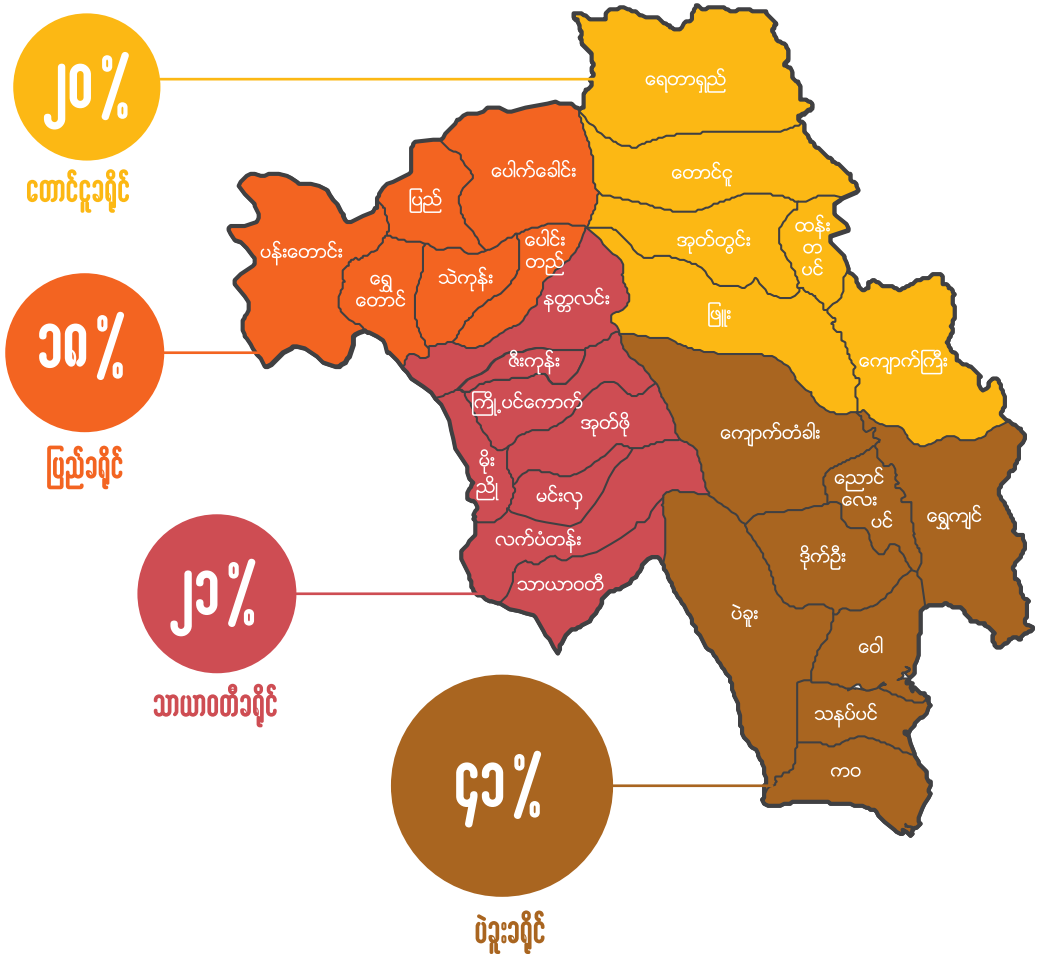 ၂၀%
တောင်ငူခရိုင်
၁၈%
ပြည်ခရိုင်
၂၁%
သာယာဝတီခရိုင်
၄၁%
ပဲခူးခရိုင်
ရေတာရှည်
တောင်ငူ
အုတ်တွင်း
ထန်း
တ
ပင်
ဖြူး
ကျောက်ကြီး
ပေါက်ခေါင်း
ပြည်
ပန်းတောင်း
ရွှေ
တောင်
သဲကုန်း
ပေါင်း
တည်
နတ္တလင်း
ဇီးကုန်း
ကြို့ပင်ကောက်
အုတ်ဖို
မိုး
ညို
မင်းလှ
လက်ပံတန်း
သာယာဝတီ
ကျောက်တံခါး
ညောင်
လေး
ပင်
ရွှေကျင်
ဒိုက်ဦး
ပဲခူး
ဝေါ
သနပ်ပင်
ကဝ